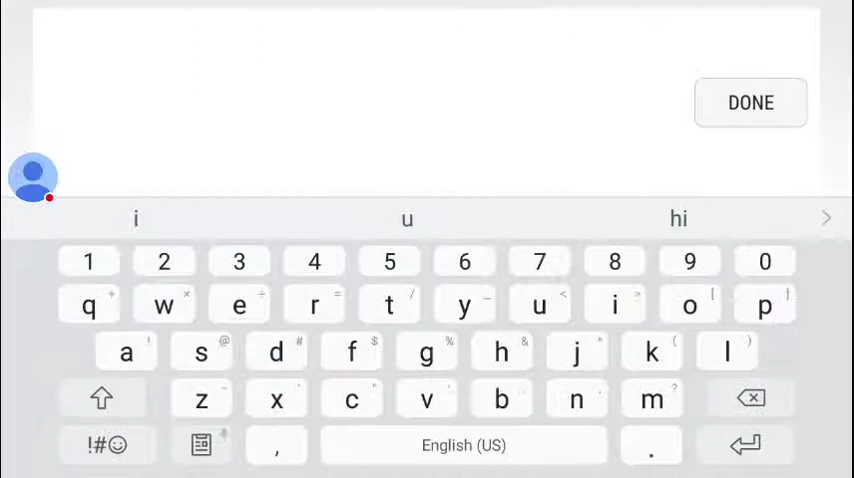 DONE
i u hi >
1 2 3 4 5 6 7 8 9 0
q + w × e ÷ r = t / y _ u < i > o [ p ]
a ! s @ d # f $ g % h & j * k ( l )
z - x ' c " v : b ; n , m ?
!#☺ , English (US) .